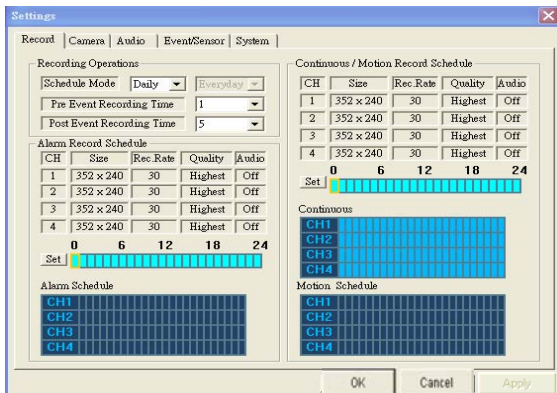 Settings
Record Camera Audio Event/Sensor System
Recording Operations
Schedule Mode Daily Everyday
Pre Event Recording Time 1
Post Event Recording Time 5
Alarm Record Schedule
CH Size Rec.Rate Quality Audio
1 352 x 240 30 Highest Off
2 352 x 240 30 Highest Off
3 352 x 240 30 Highest Off
4 352 x 240 30 Highest Off
0 6 12 18 24
Set
Alarm Schedule
CH1
CH2
CH3
CH4
Continuous / Motion Record Schedule
CH Size Rec.Rate Quality Audio
1 352 x 240 30 Highest Off
2 352 x 240 30 Highest Off
3 352 x 240 30 Highest Off
4 352 x 240 30 Highest Off
0 6 12 18 24
Set
Continuous
CH1
CH2
CH3
CH4
Motion Schedule
CH1
CH2
CH3
CH4
OK Cancel Apply